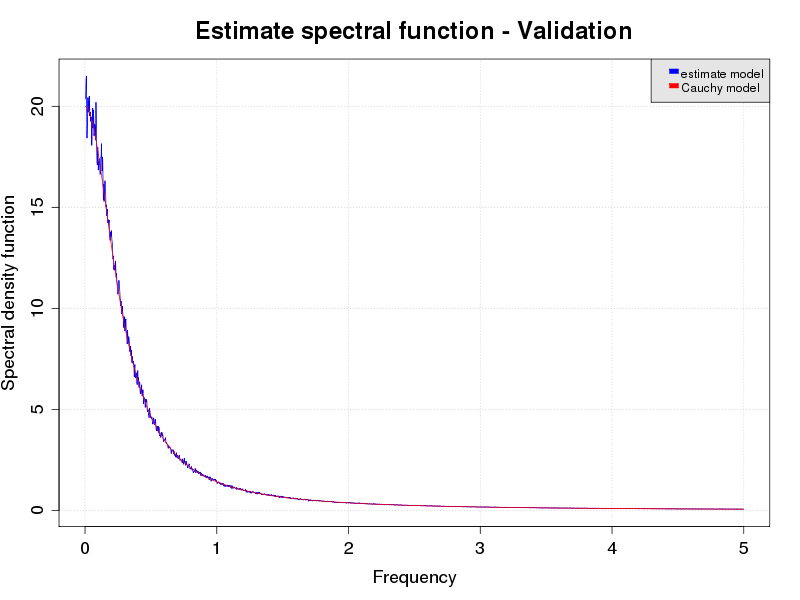 Estimate spectral function - Validation
estimate model
Cauchy model
Spectral density function
20
15
10
5
0
0 1 2 3 4 5
Frequency